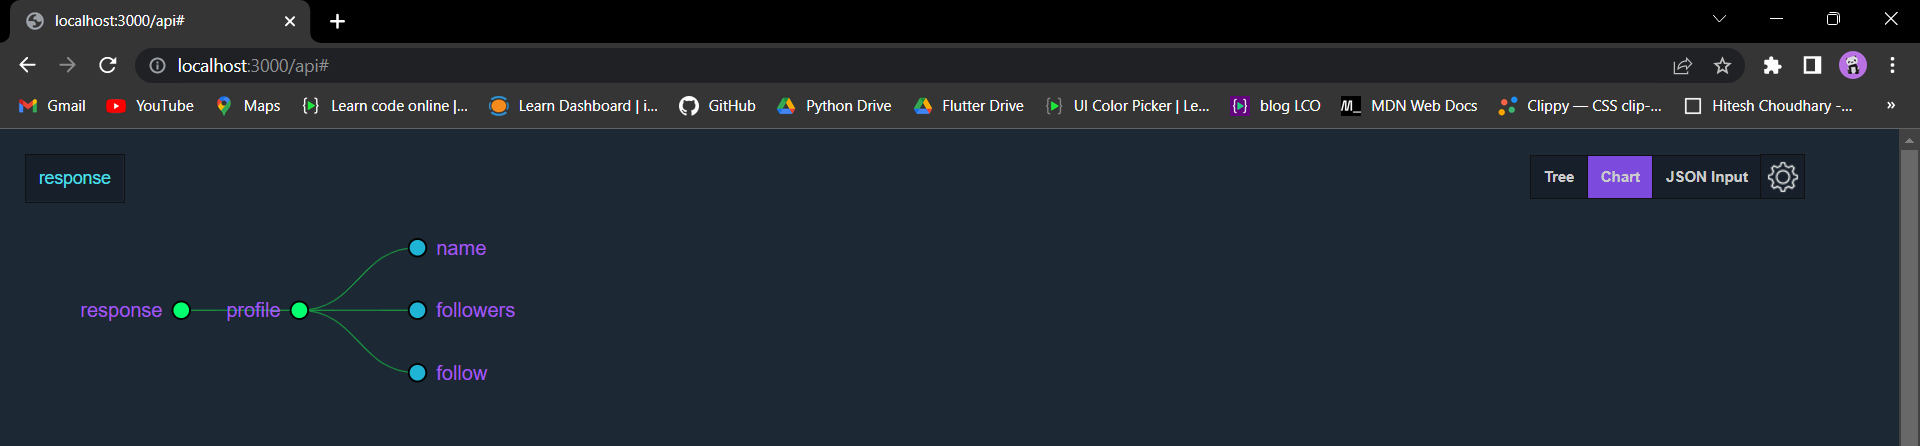 localhost:3000/api#
localhost:3000/api#
Gmail YouTube Maps Learn code online |... Learn Dashboard | i... GitHub Python Drive Flutter Drive UI Color Picker | Le... blog LCO MDN Web Docs Clippy — CSS clip-... Hitesh Choudhary -... »
response Tree Chart JSON Input
name
response profile followers
follow